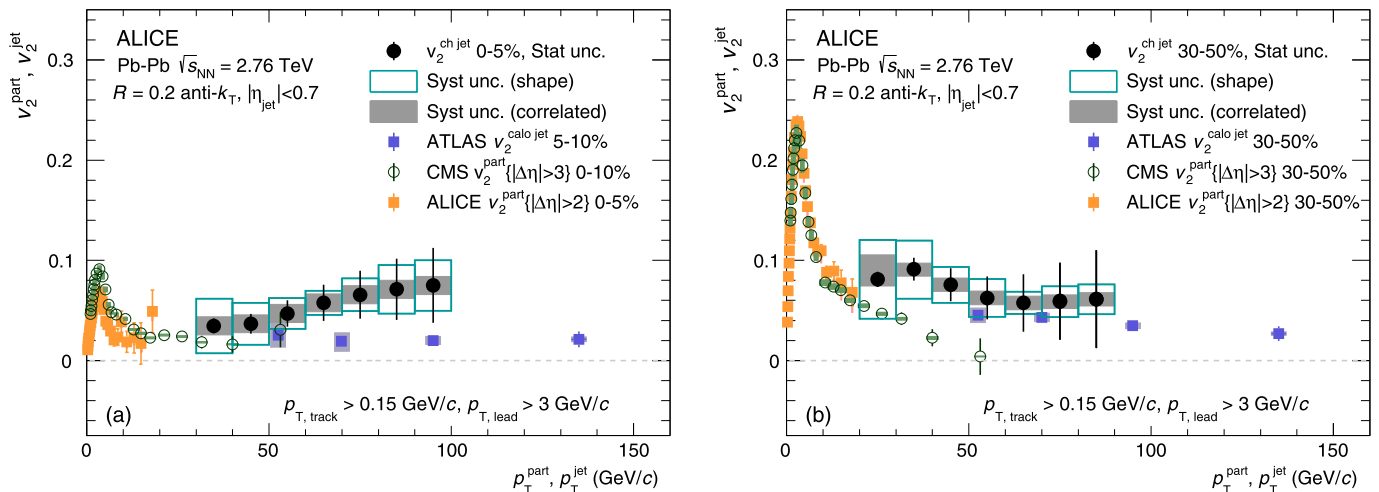 v₂ᵖᵃʳᵗ, v₂ʲᵉᵗ
0.3
0.2
0.1
0
ALICE
Pb-Pb √sNN = 2.76 TeV
R = 0.2 anti-kT, |ηjet|<0.7
v₂ᶜʰ ʲᵉᵗ 0-5%, Stat unc.
Syst unc. (shape)
Syst unc. (correlated)
ATLAS v₂ᶜᵃˡᵒ ʲᵉᵗ 5-10%
CMS v₂ᵖᵃʳᵗ{|Δη|>3} 0-10%
ALICE v₂ᵖᵃʳᵗ{|Δη|>2} 0-5%
(a)
pT, track > 0.15 GeV/c, pT, lead > 3 GeV/c
0 50 100 150
pTᵖᵃʳᵗ, pTʲᵉᵗ (GeV/c)
v₂ᵖᵃʳᵗ, v₂ʲᵉᵗ
0.3
0.2
0.1
0
ALICE
Pb-Pb √sNN = 2.76 TeV
R = 0.2 anti-kT, |ηjet|<0.7
v₂ᶜʰ ʲᵉᵗ 30-50%, Stat unc.
Syst unc. (shape)
Syst unc. (correlated)
ATLAS v₂ᶜᵃˡᵒ ʲᵉᵗ 30-50%
CMS v₂ᵖᵃʳᵗ{|Δη|>3} 30-50%
ALICE v₂ᵖᵃʳᵗ{|Δη|>2} 30-50%
(b)
pT, track > 0.15 GeV/c, pT, lead > 3 GeV/c
0 50 100 150
pTᵖᵃʳᵗ, pTʲᵉᵗ (GeV/c)